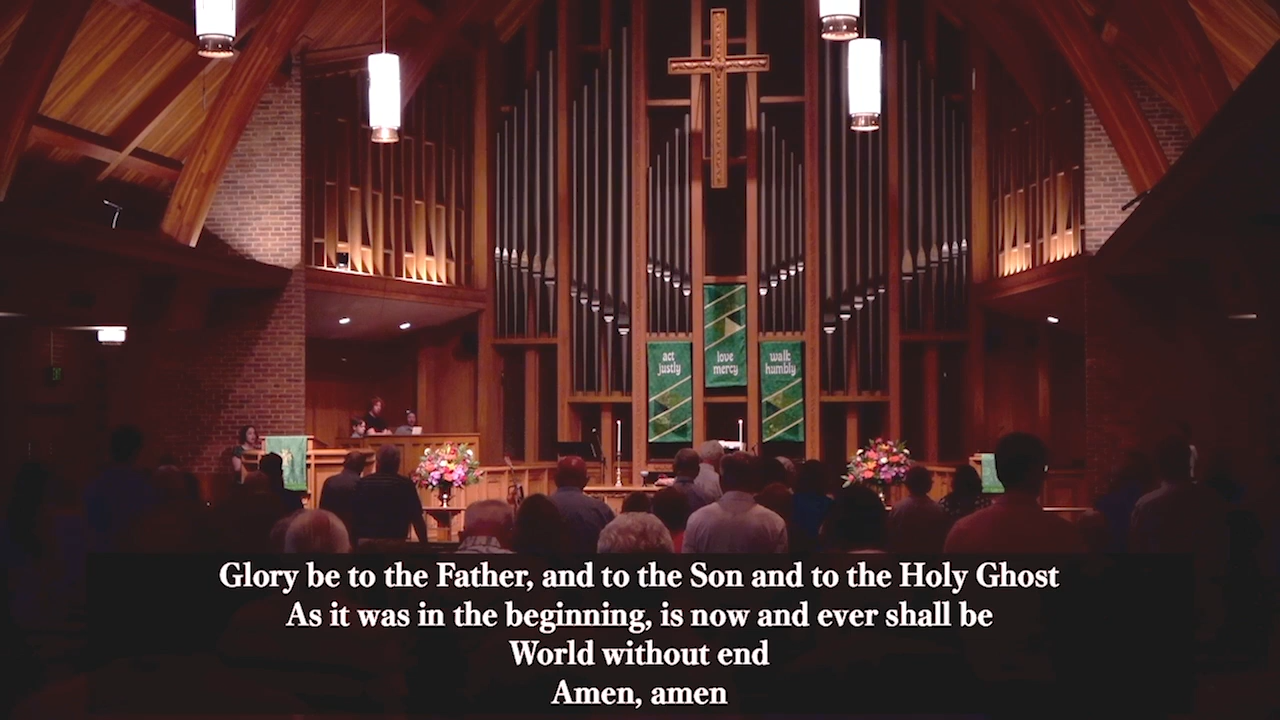 act
justly
love
mercy
walk
humbly
Glory be to the Father, and to the Son and to the Holy Ghost
As it was in the beginning, is now and ever shall be
World without end
Amen, amen